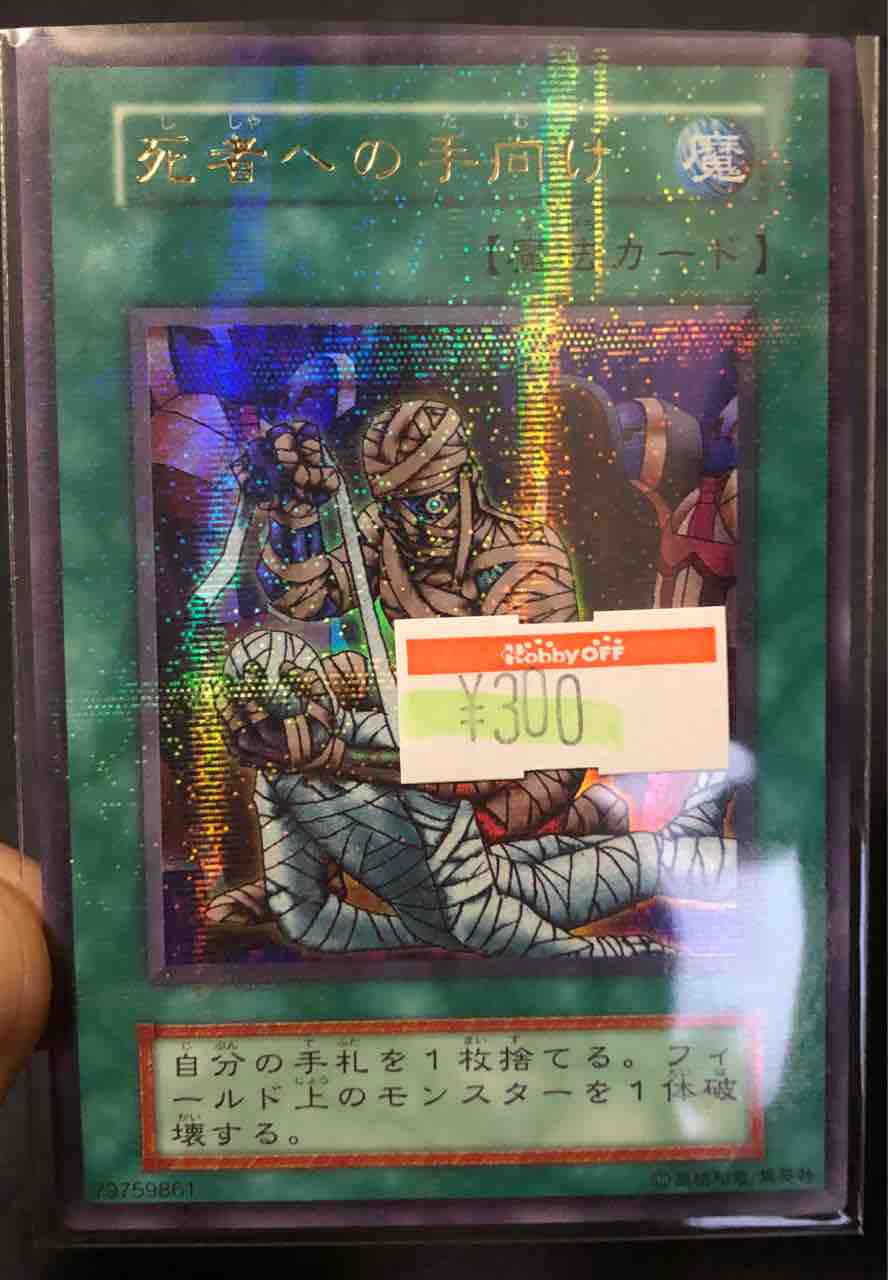 死者への手向け
魔
【魔法カード】
HobbyOFF
¥300
自分の手札を1枚捨てる。フィ
ールド上のモンスターを1体破
壊する。
79759861
©高橋和希/集英社